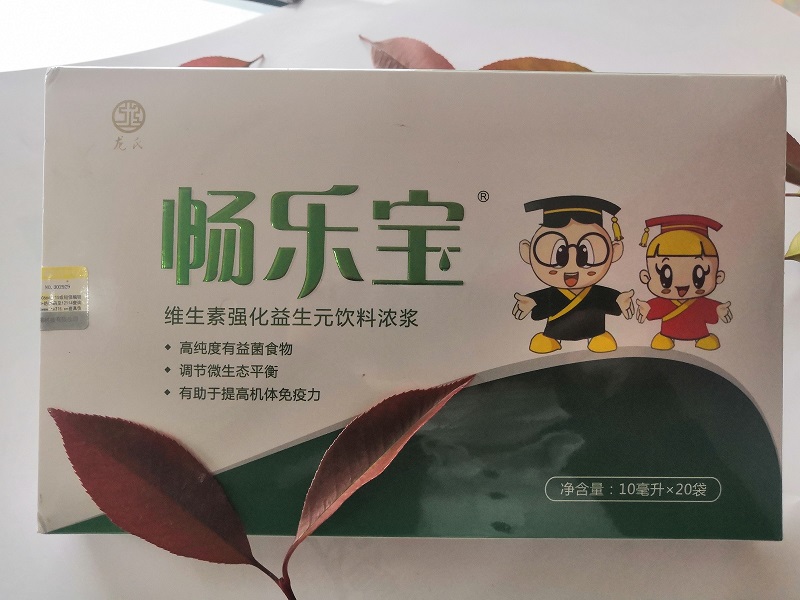 龙氏
畅乐宝®
维生素强化益生元饮料浓浆
◆ 高纯度有益菌食物
◆ 调节微生态平衡
◆ 有助于提高机体免疫力
净含量：10毫升×20袋